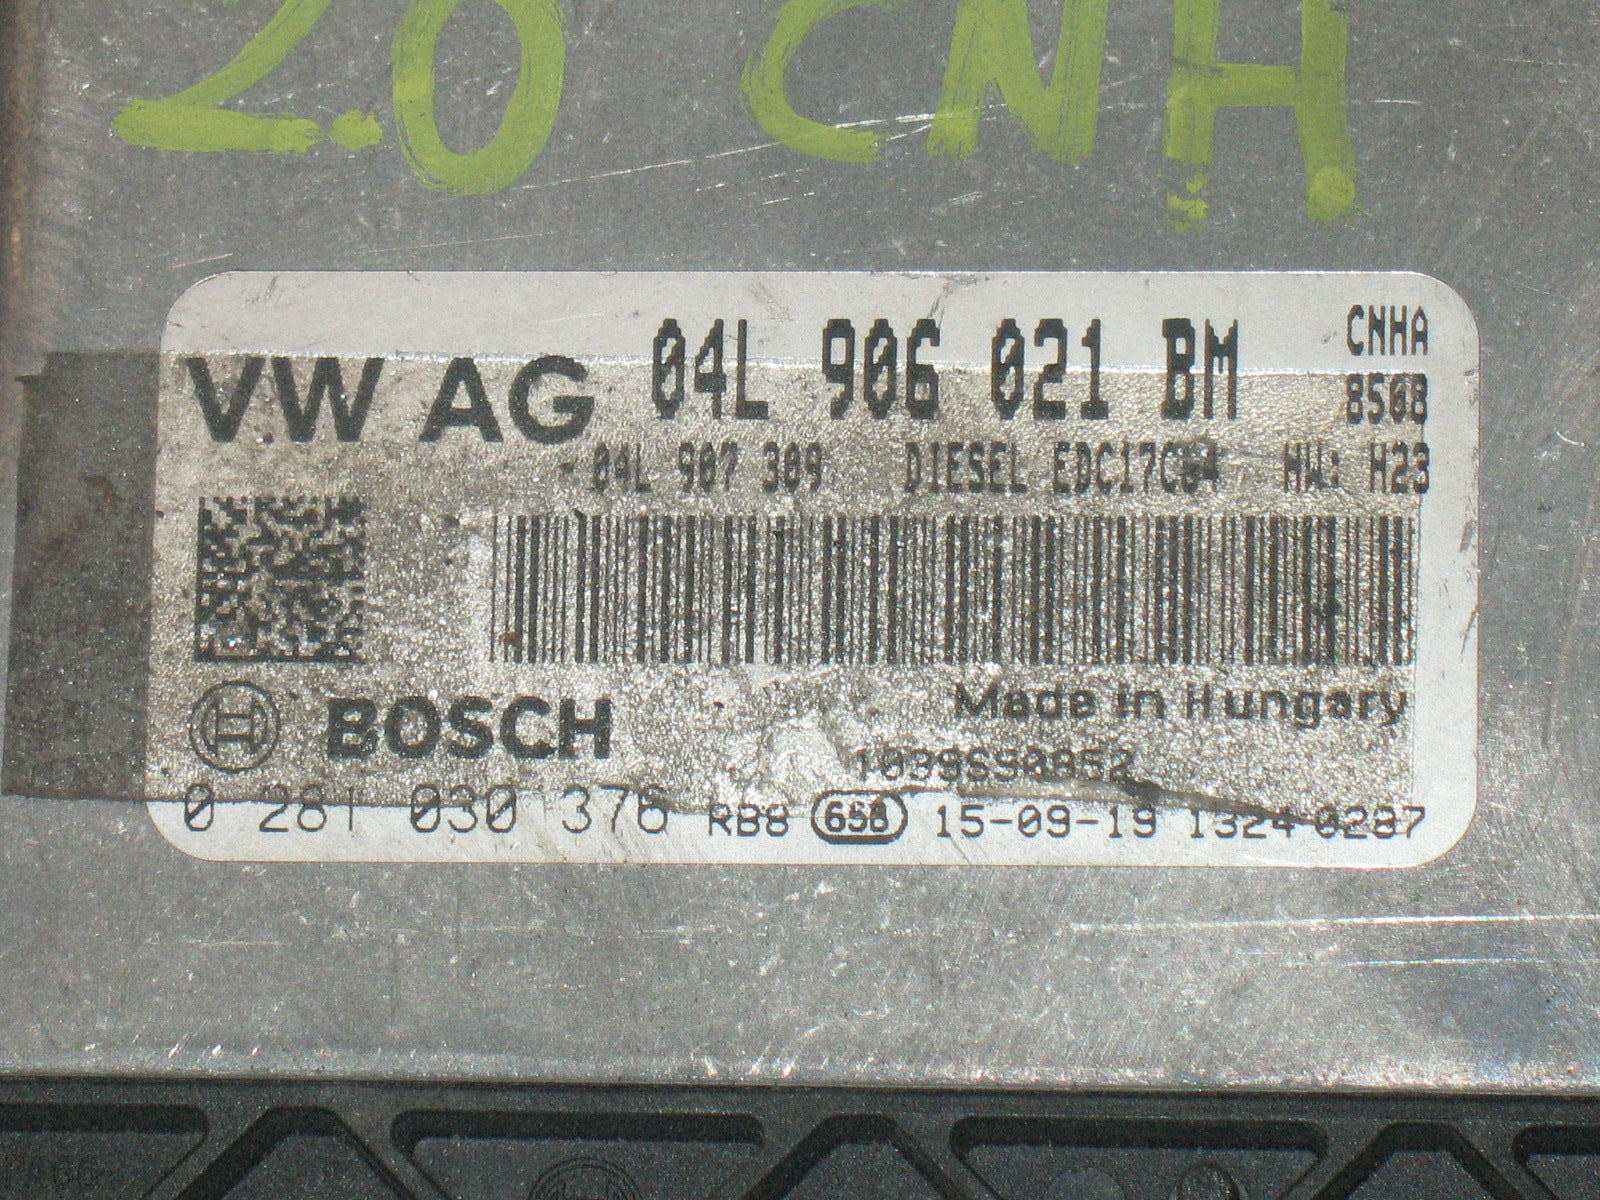 2.0 CNH
VW AG 04L 906 021 BM CNHA
8508
04L 907 309 DIESEL EDC17C64 HW: H23
BOSCH Made in Hungary
1039S50852
0 281 030 376 RB8 658 15-09-19 1324 0287